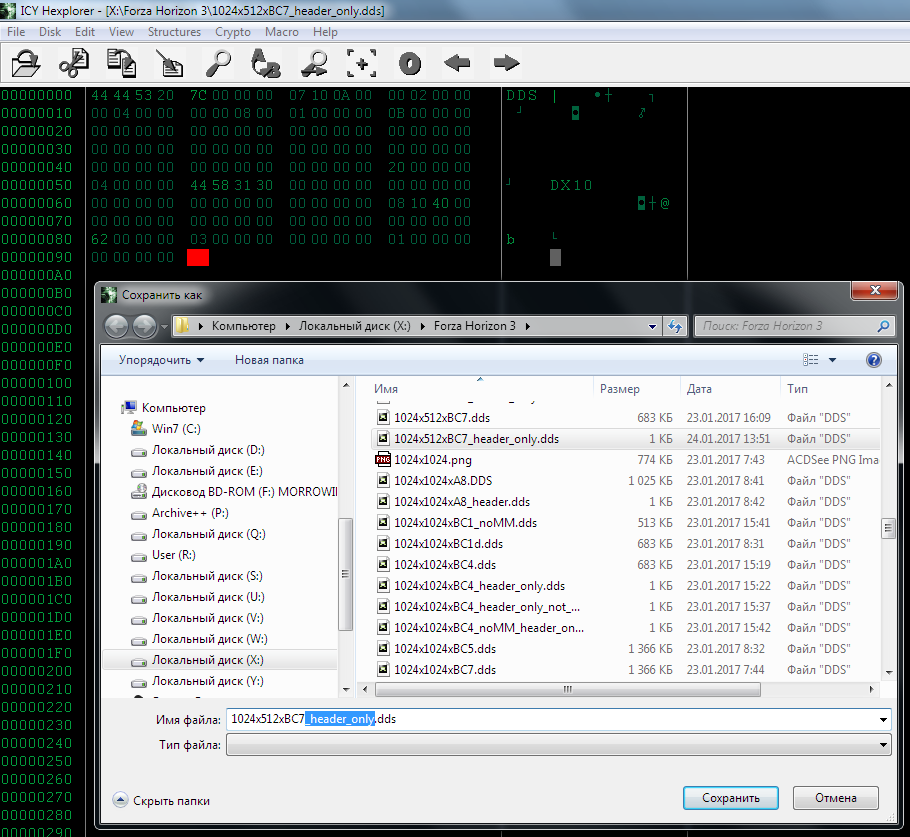 ICY Hexplorer - [X:\Forza Horizon 3\1024x512xBC7_header_only.dds]
File Disk Edit View Structures Crypto Macro Help
00000000 44 44 53 20 7C 00 00 00 07 10 0A 00 00 02 00 00 DDS |
00000010 00 04 00 00 00 00 08 00 01 00 00 00 0B 00 00 00
00000020 00 00 00 00 00 00 00 00 00 00 00 00 00 00 00 00
00000030 00 00 00 00 00 00 00 00 00 00 00 00 00 00 00 00
00000040 00 00 00 00 00 00 00 00 00 00 00 00 20 00 00 00
00000050 04 00 00 00 44 58 31 30 00 00 00 00 00 00 00 00 DX10
00000060 00 00 00 00 00 00 00 00 00 00 00 00 08 10 40 00 @
00000070 00 00 00 00 00 00 00 00 00 00 00 00 00 00 00 00
00000080 62 00 00 00 03 00 00 00 00 00 00 00 01 00 00 00 b
00000090 00 00 00 00
000000A0
000000B0
000000C0
000000D0
000000E0
000000F0
00000100
00000110
00000120
00000130
00000140
00000150
00000160
00000170
00000180
00000190
000001A0
000001B0
000001C0
000001D0
000001E0
000001F0
00000200
00000210
00000220
00000230
00000240
00000250
00000260
00000270
00000280
00000290
Сохранить как
Компьютер Локальный диск (X:) Forza Horizon 3
Поиск: Forza Horizon 3
Упорядочить Новая папка
Компьютер
Win7 (C:)
Локальный диск (D:)
Локальный диск (E:)
Дисковод BD-ROM (F:) MORROWI
Archive++ (P:)
Локальный диск (Q:)
User (R:)
Локальный диск (S:)
Локальный диск (U:)
Локальный диск (V:)
Локальный диск (W:)
Локальный диск (X:)
Локальный диск (Y:)
Имя Размер Дата Тип
1024x512xBC7.dds 683 КБ 23.01.2017 16:09 Файл "DDS"
1024x512xBC7_header_only.dds 1 КБ 24.01.2017 13:51 Файл "DDS"
1024x1024.png 774 КБ 23.01.2017 7:43 ACDSee PNG Ima
1024x1024xA8.DDS 1 025 КБ 23.01.2017 8:41 Файл "DDS"
1024x1024xA8_header.dds 1 КБ 23.01.2017 8:42 Файл "DDS"
1024x1024xBC1_noMM.dds 513 КБ 23.01.2017 15:41 Файл "DDS"
1024x1024xBC1d.dds 683 КБ 23.01.2017 8:31 Файл "DDS"
1024x1024xBC4.dds 683 КБ 23.01.2017 15:19 Файл "DDS"
1024x1024xBC4_header_only.dds 1 КБ 23.01.2017 15:22 Файл "DDS"
1024x1024xBC4_header_only_not_... 1 КБ 23.01.2017 15:37 Файл "DDS"
1024x1024xBC4_noMM_header_on... 1 КБ 23.01.2017 15:42 Файл "DDS"
1024x1024xBC5.dds 1 366 КБ 23.01.2017 8:32 Файл "DDS"
1024x1024xBC7.dds 1 366 КБ 23.01.2017 7:44 Файл "DDS"
Имя файла: 1024x512xBC7_header_only.dds
Тип файла:
Скрыть папки
Сохранить Отмена